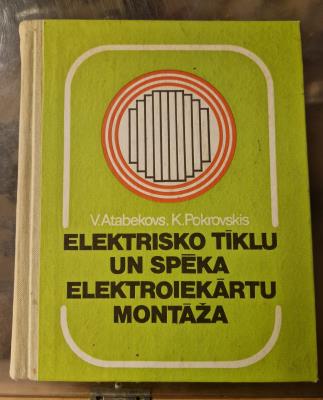 V.Atabekovs, K.Pokrovskis
ELEKTRISKO TĪKLU
UN SPĒKA
ELEKTROIEKĀRTU
MONTĀŽA